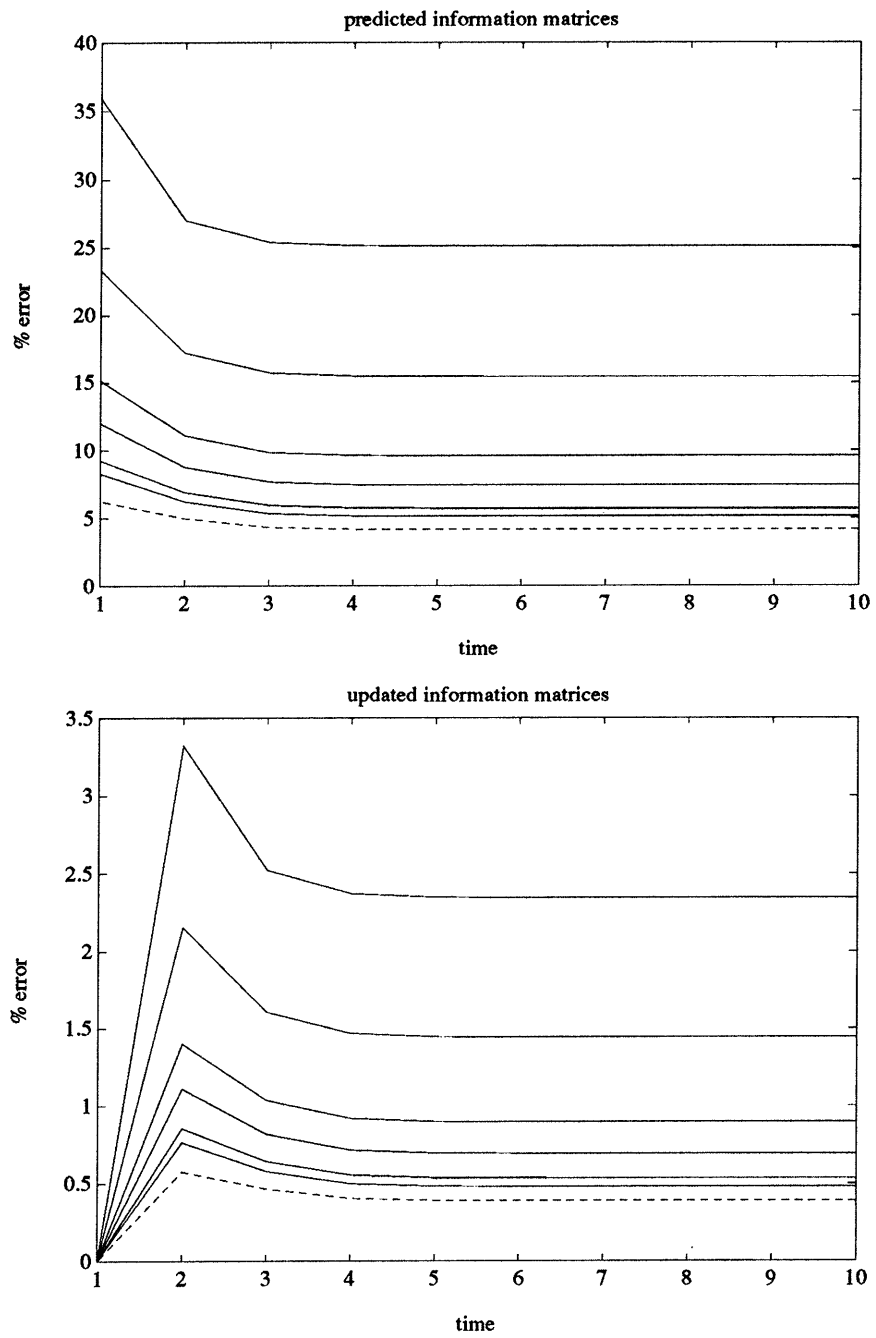 predicted information matrices
40
35
30
25
20
15
10
5
0
% error
1 2 3 4 5 6 7 8 9 10
time
updated information matrices
3.5
3
2.5
2
1.5
1
0.5
0
% error
1 2 3 4 5 6 7 8 9 10
time